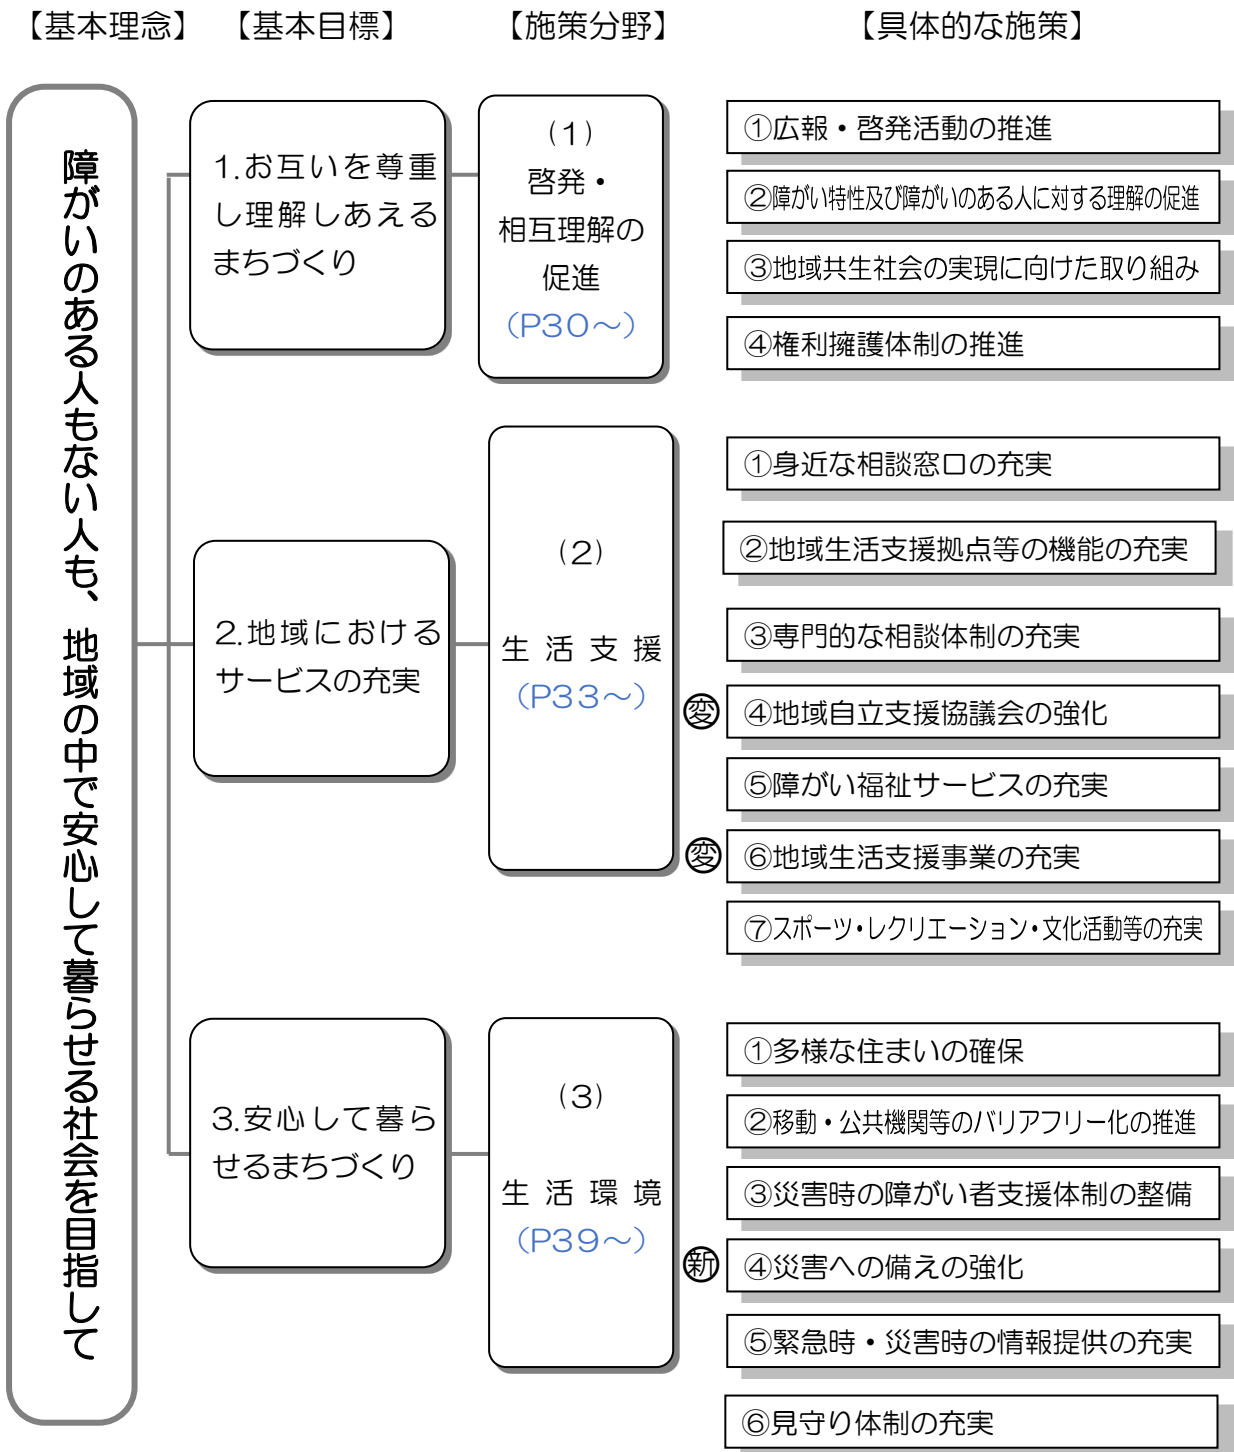 【基本理念】 【基本目標】 【施策分野】 【具体的な施策】
障がいのある人もない人も、地域の中で安心して暮らせる社会を目指して
1.お互いを尊重
し理解しあえる
まちづくり
(1)
啓発・
相互理解の
促進
(P30～)
①広報・啓発活動の推進
②障がい特性及び障がいのある人に対する理解の促進
③地域共生社会の実現に向けた取り組み
④権利擁護体制の推進
2.地域における
サービスの充実
(2)
生活支援
(P33～)
①身近な相談窓口の充実
②地域生活支援拠点等の機能の充実
③専門的な相談体制の充実
変 ④地域自立支援協議会の強化
⑤障がい福祉サービスの充実
変 ⑥地域生活支援事業の充実
⑦スポーツ・レクリエーション・文化活動等の充実
3.安心して暮ら
せるまちづくり
(3)
生活環境
(P39～)
①多様な住まいの確保
②移動・公共機関等のバリアフリー化の推進
③災害時の障がい者支援体制の整備
新 ④災害への備えの強化
⑤緊急時・災害時の情報提供の充実
⑥見守り体制の充実